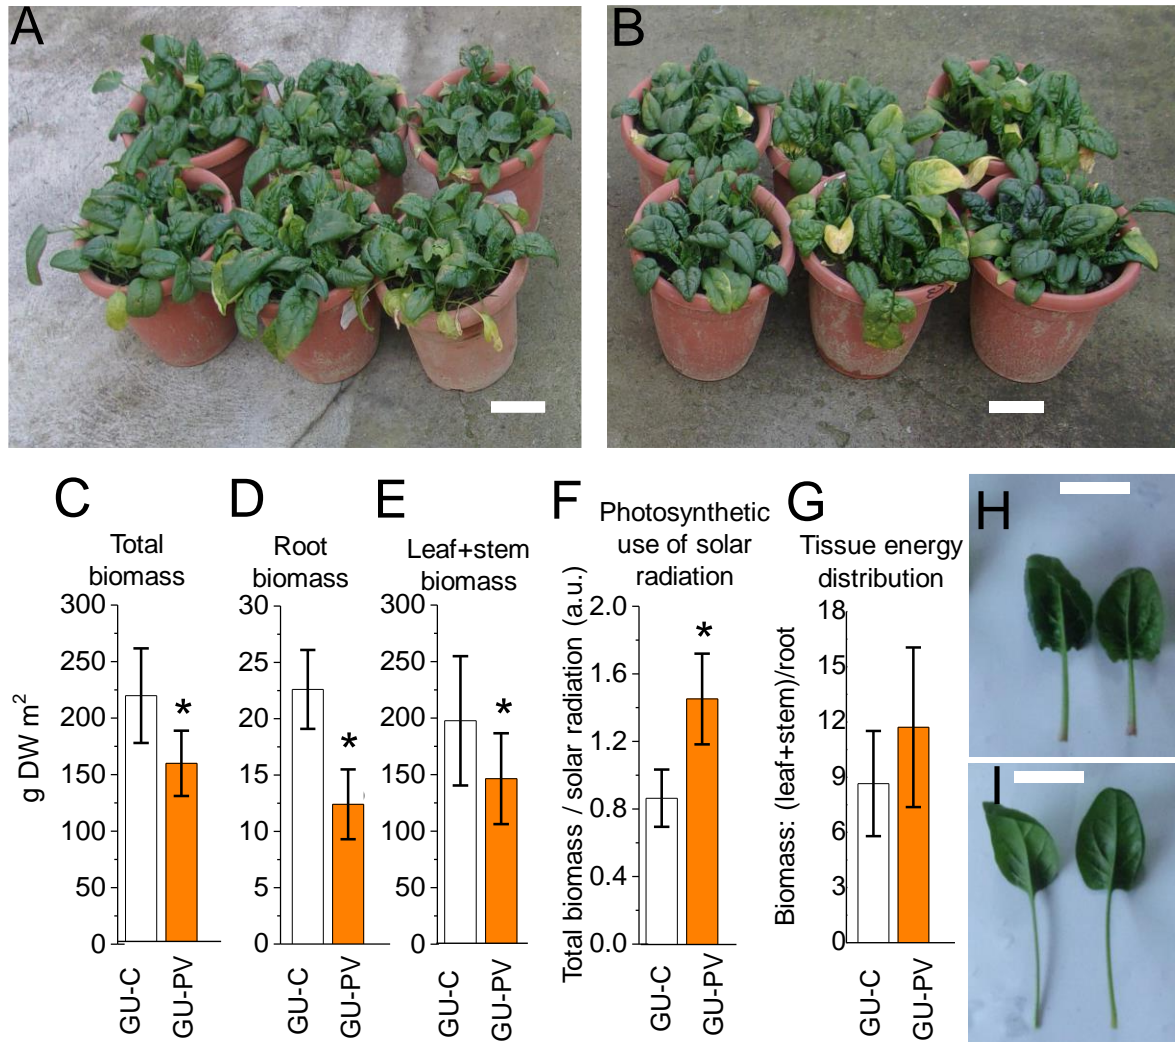 A
B
C
Total
biomass
g DW m2
300
250
200
150
100
50
0
GU-C
GU-PV
*
D
Root
biomass
30
25
20
15
10
5
0
GU-C
GU-PV
*
E
Leaf+stem
biomass
300
250
200
150
100
50
0
GU-C
GU-PV
*
F
Photosynthetic
use of solar
radiation
Total biomass / solar radiation (a.u.)
2.0
1.6
1.2
0.8
0.4
0.0
GU-C
GU-PV
*
G
Tissue energy
distribution
Biomass: (leaf+stem)/root
18
15
12
9
6
3
0
GU-C
GU-PV
H
I